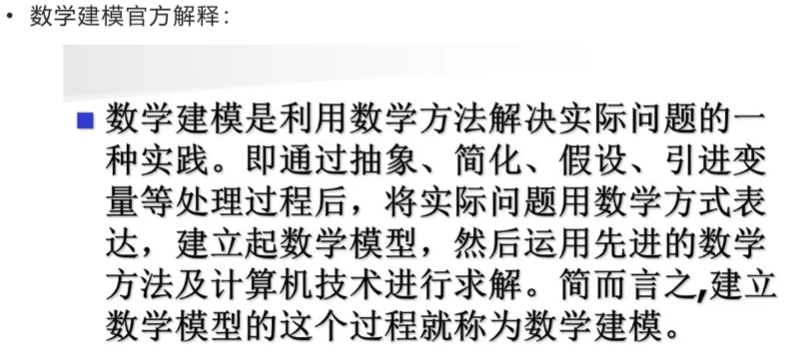 • 数学建模官方解释：
■ 数学建模是利用数学方法解决实际问题的一
种实践。即通过抽象、简化、假设、引进变
量等处理过程后，将实际问题用数学方式表
达，建立起数学模型，然后运用先进的数学
方法及计算机技术进行求解。简而言之,建立
数学模型的这个过程就称为数学建模。